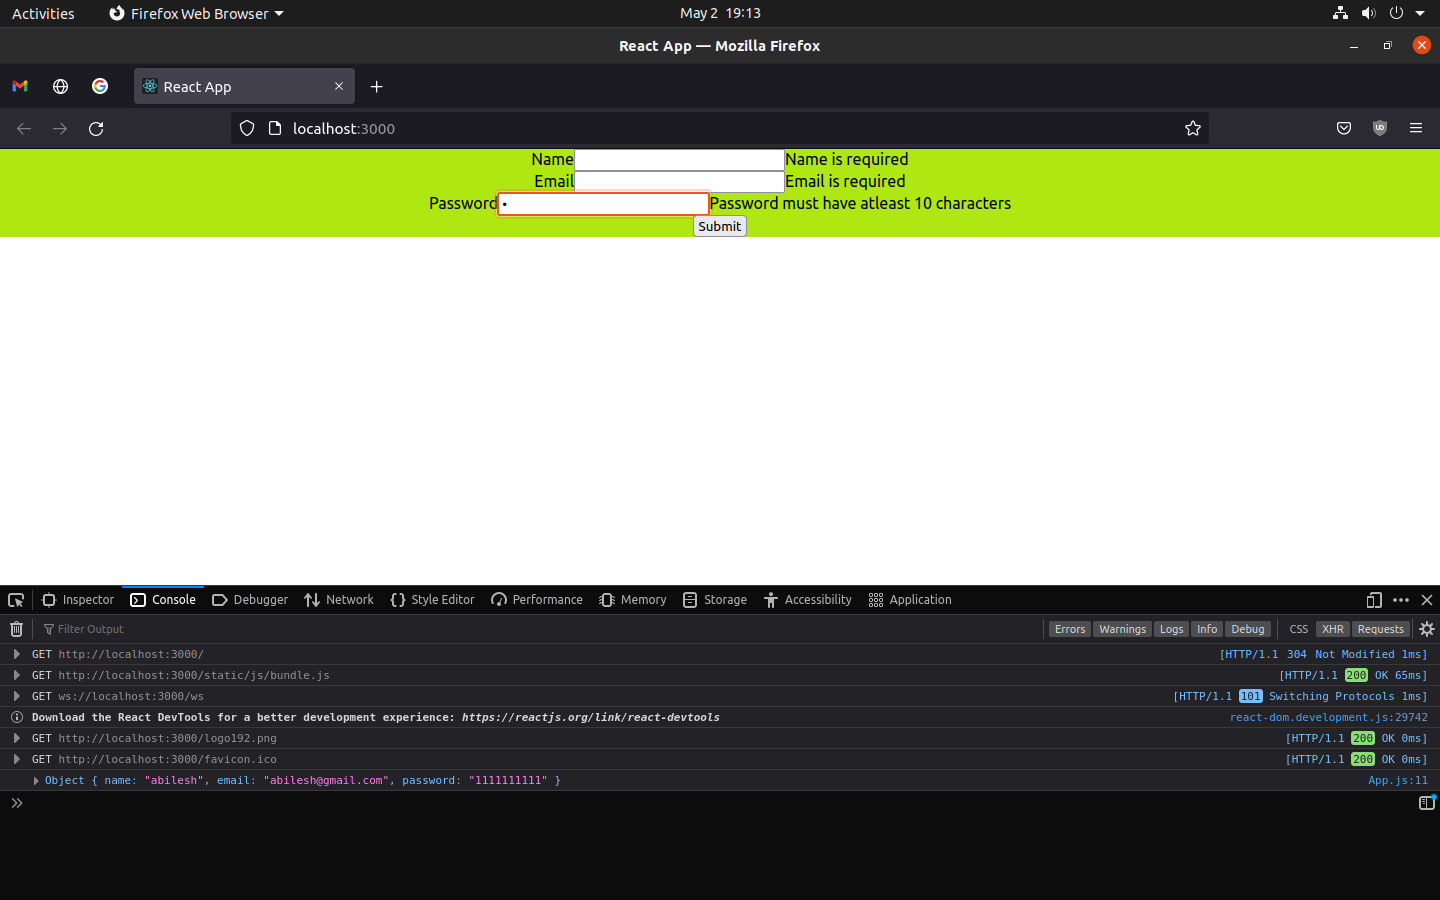 Activities Firefox Web Browser May 2 19:13
React App — Mozilla Firefox
React App
localhost:3000
Name Name is required
Email Email is required
Password • Password must have atleast 10 characters
Submit
Inspector Console Debugger Network Style Editor Performance Memory Storage Accessibility Application
Filter Output Errors Warnings Logs Info Debug CSS XHR Requests
GET http://localhost:3000/ [HTTP/1.1 304 Not Modified 1ms]
GET http://localhost:3000/static/js/bundle.js [HTTP/1.1 200 OK 65ms]
GET ws://localhost:3000/ws [HTTP/1.1 101 Switching Protocols 1ms]
Download the React DevTools for a better development experience: https://reactjs.org/link/react-devtools react-dom.development.js:29742
GET http://localhost:3000/logo192.png [HTTP/1.1 200 OK 0ms]
GET http://localhost:3000/favicon.ico [HTTP/1.1 200 OK 0ms]
Object { name: "abilesh", email: "abilesh@gmail.com", password: "1111111111" } App.js:11